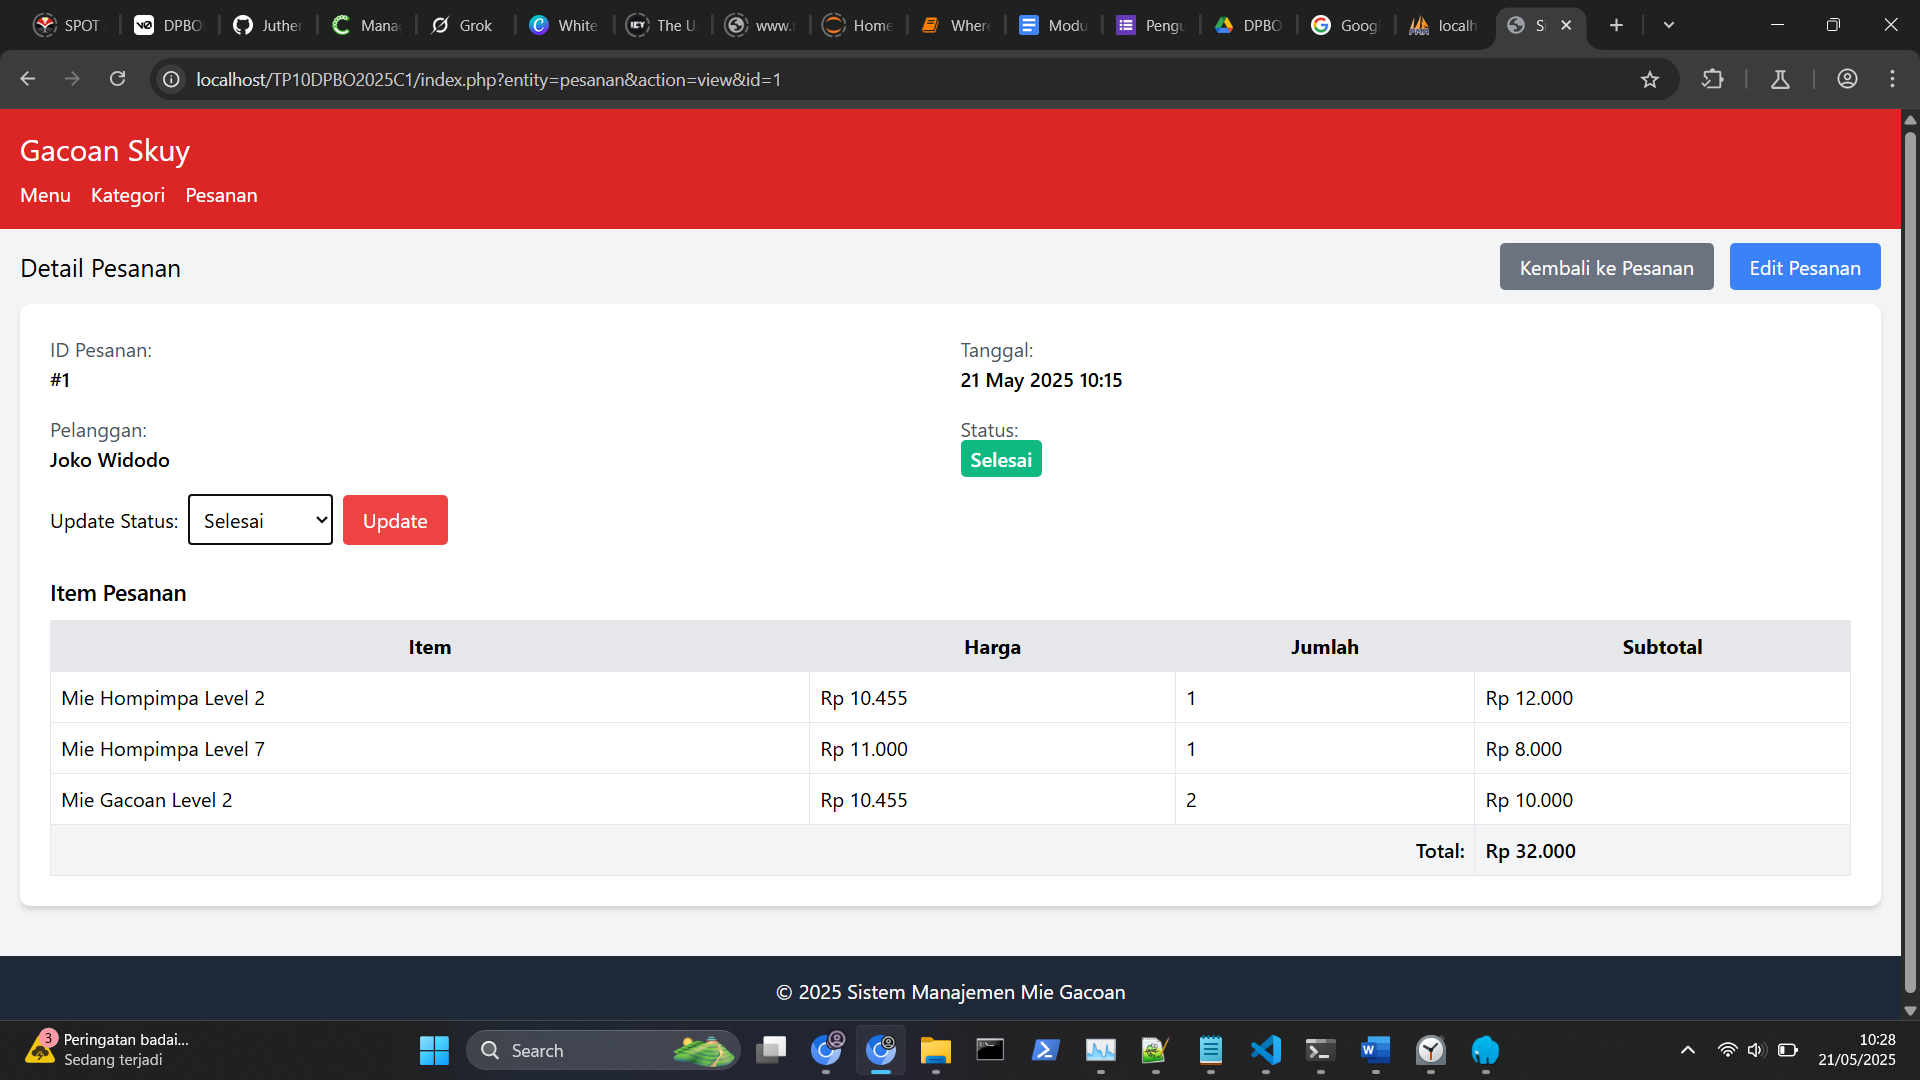 SPOT
DPBO
Juther
Mana
Grok
White
The U
www.
Home
Where
Modu
Pengu
DPBO
Goog
localh
Si
localhost/TP10DPBO2025C1/index.php?entity=pesanan&action=view&id=1
Gacoan Skuy
Menu Kategori Pesanan
Detail Pesanan
Kembali ke Pesanan
Edit Pesanan
ID Pesanan:
#1
Tanggal:
21 May 2025 10:15
Pelanggan:
Joko Widodo
Status:
Selesai
Update Status: Selesai Update
Item Pesanan
Item Harga Jumlah Subtotal
Mie Hompimpa Level 2 Rp 10.455 1 Rp 12.000
Mie Hompimpa Level 7 Rp 11.000 1 Rp 8.000
Mie Gacoan Level 2 Rp 10.455 2 Rp 10.000
Total: Rp 32.000
© 2025 Sistem Manajemen Mie Gacoan
3
Peringatan badai...
Sedang terjadi
Search
10:28
21/05/2025